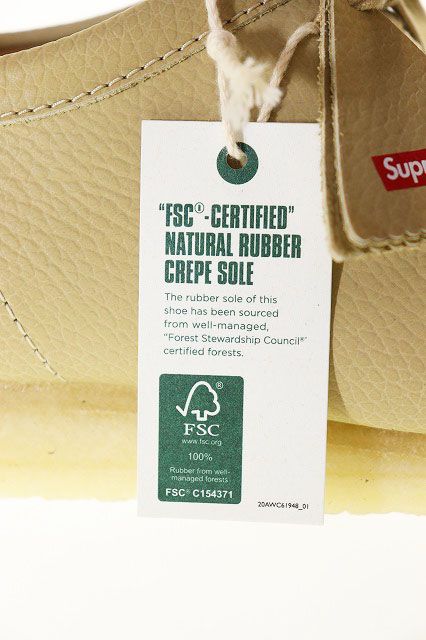 Supr
"FSC®-CERTIFIED"
NATURAL RUBBER
CREPE SOLE
The rubber sole of this
shoe has been sourced
from well-managed,
"Forest Stewardship Council®"
certified forests.
®
FSC
www.fsc.org
100%
Rubber from well-
managed forests
FSC® C154371
20AWC61948_01